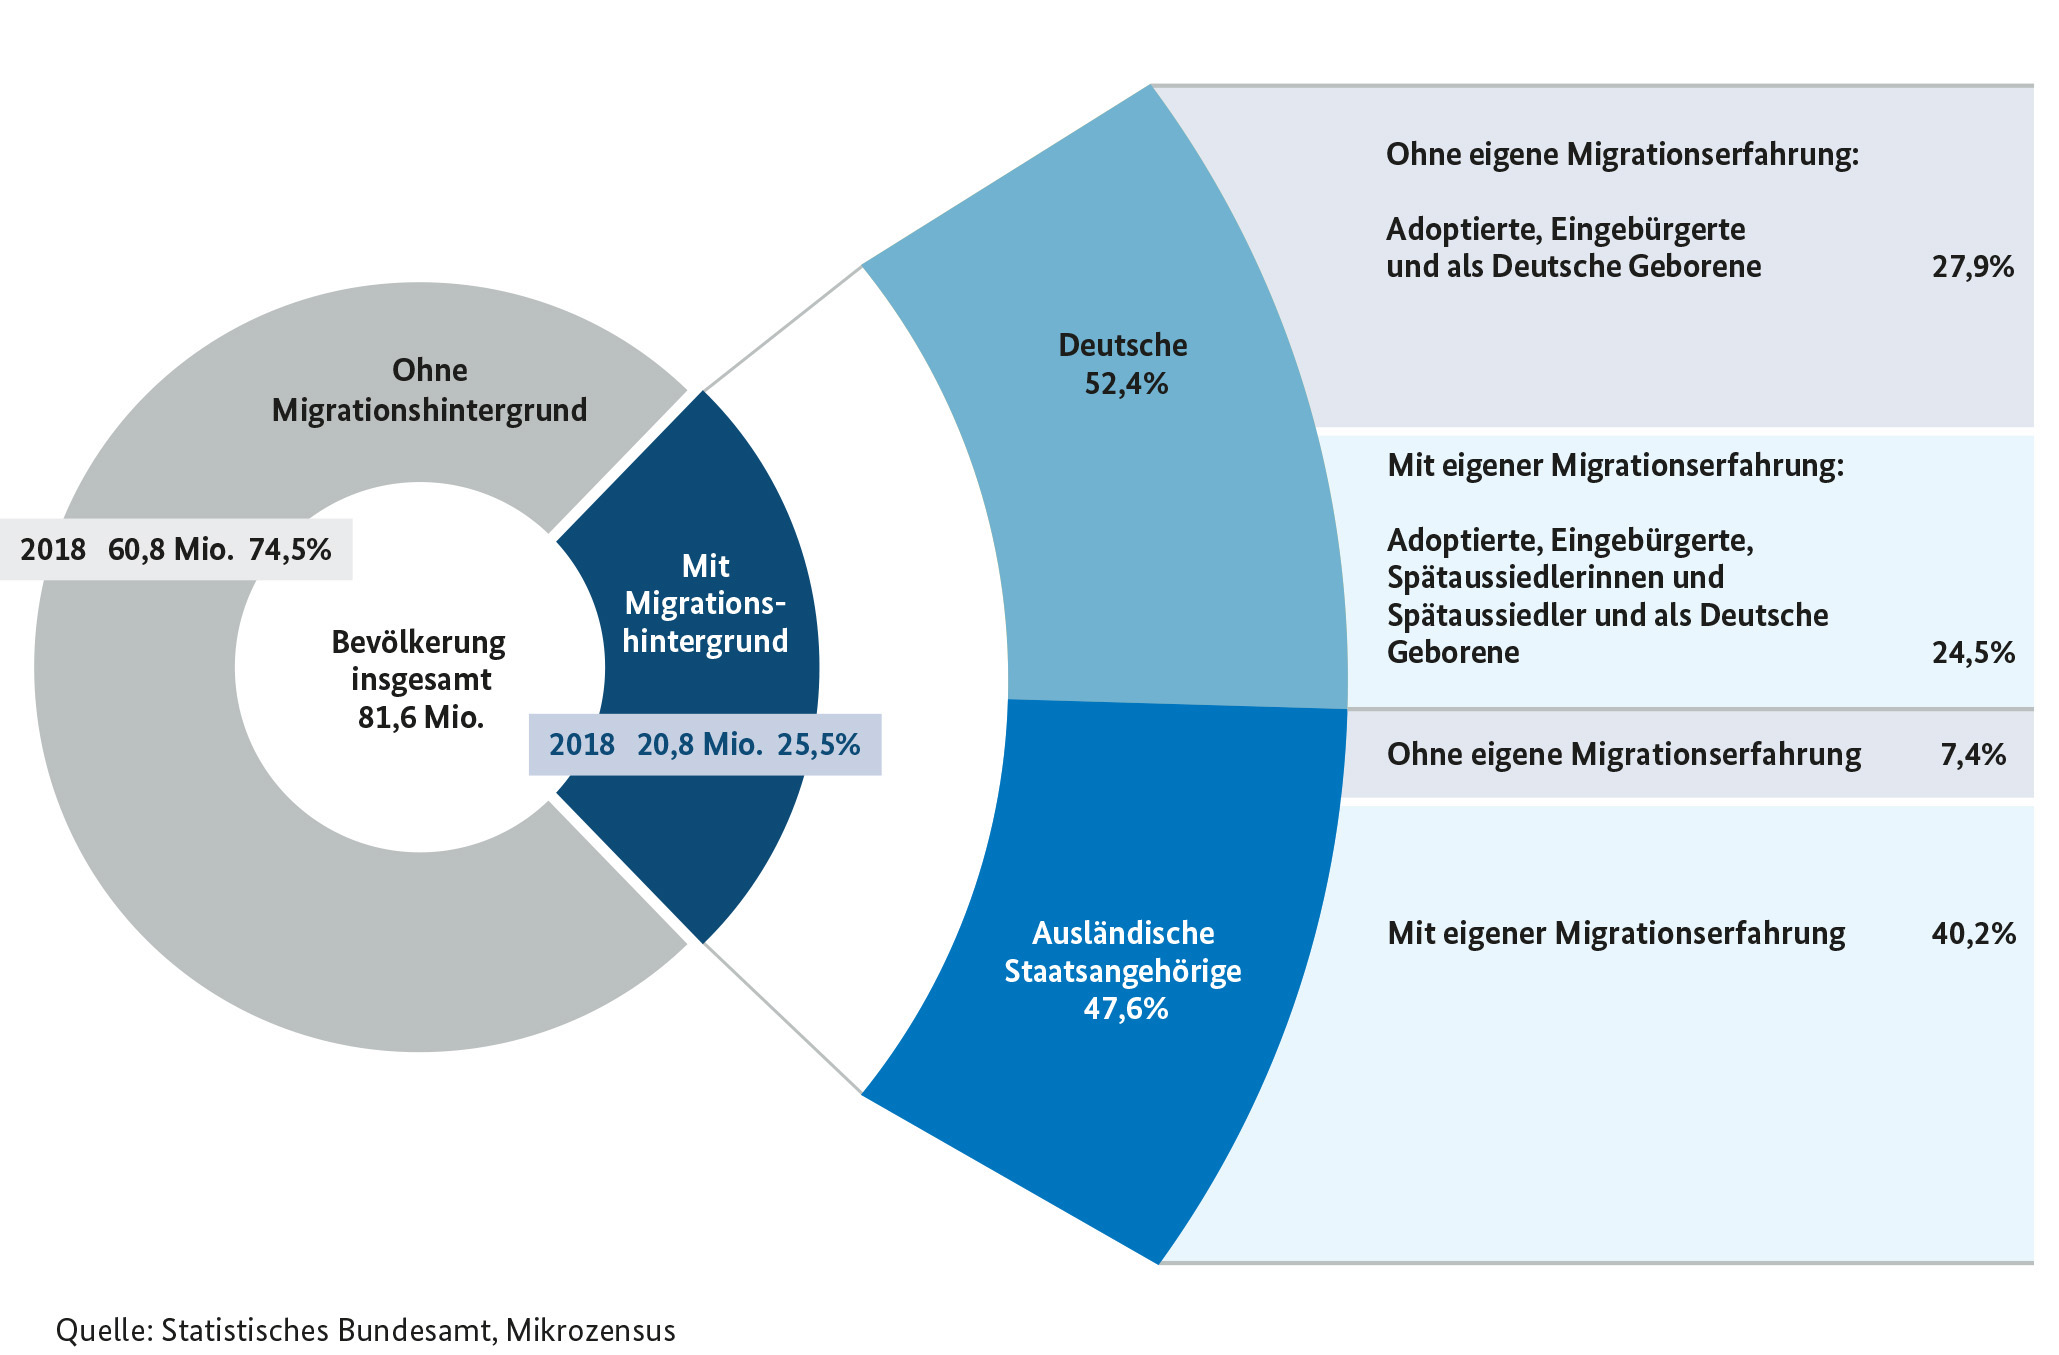 Ohne
Migrationshintergrund
2018 60,8 Mio. 74,5%
Bevölkerung
insgesamt
81,6 Mio.
Mit
Migrations-
hintergrund
2018 20,8 Mio. 25,5%
Deutsche
52,4%
Ausländische
Staatsangehörige
47,6%
Ohne eigene Migrationserfahrung:
Adoptierte, Eingebürgerte
und als Deutsche Geborene 27,9%
Mit eigener Migrationserfahrung:
Adoptierte, Eingebürgerte,
Spätaussiedlerinnen und
Spätaussiedler und als Deutsche
Geborene 24,5%
Ohne eigene Migrationserfahrung 7,4%
Mit eigener Migrationserfahrung 40,2%
Quelle: Statistisches Bundesamt, Mikrozensus